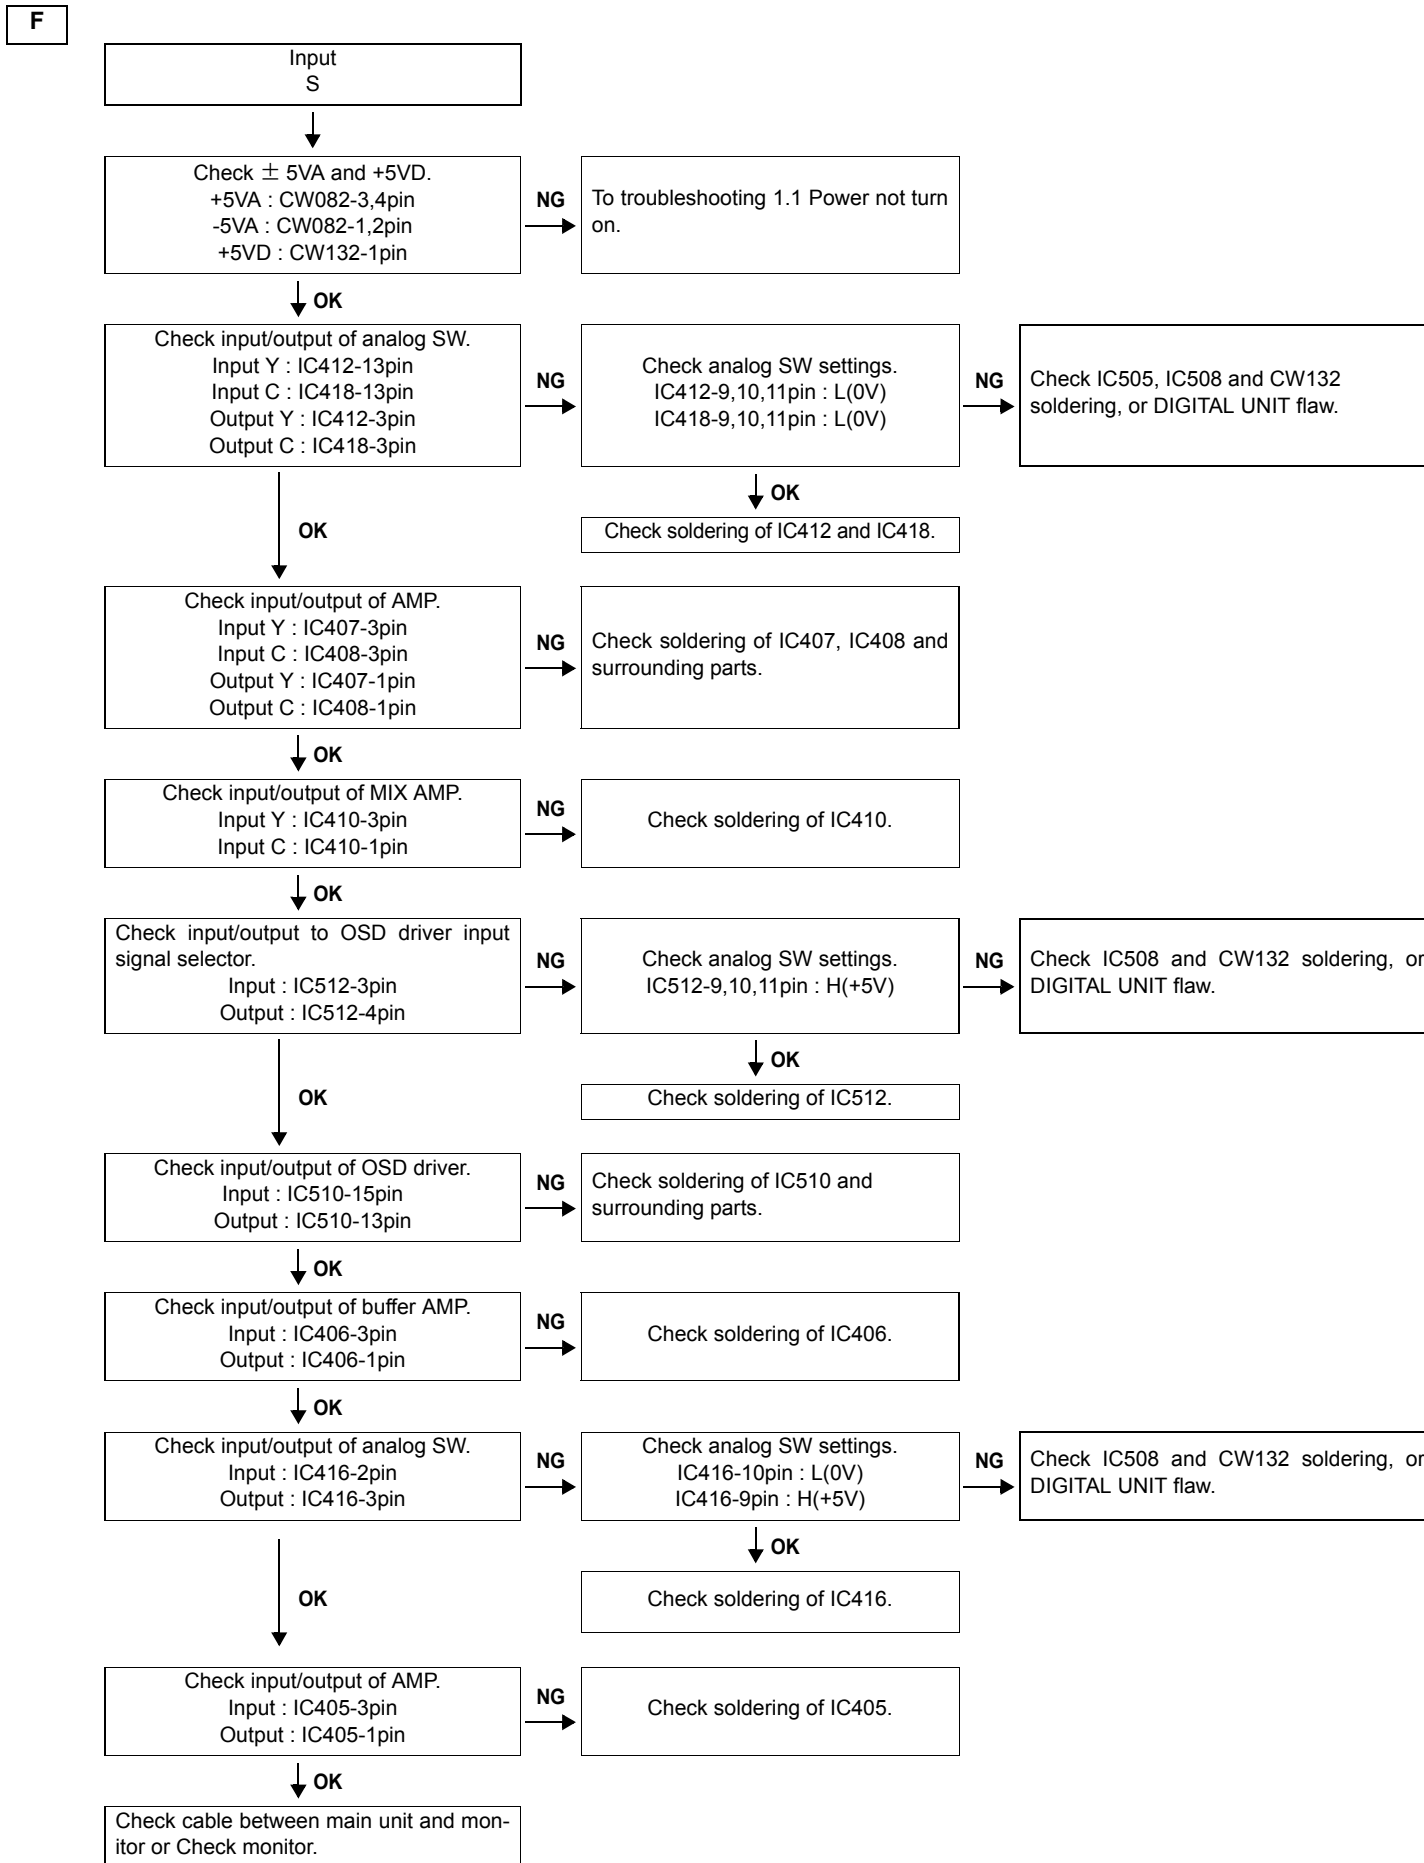 F
Input
S
Check ± 5VA and +5VD.
+5VA : CW082-3,4pin
-5VA : CW082-1,2pin
+5VD : CW132-1pin
NG
To troubleshooting 1.1 Power not turn
on.
OK
Check input/output of analog SW.
Input Y : IC412-13pin
Input C : IC418-13pin
Output Y : IC412-3pin
Output C : IC418-3pin
NG
Check analog SW settings.
IC412-9,10,11pin : L(0V)
IC418-9,10,11pin : L(0V)
NG
Check IC505, IC508 and CW132
soldering, or DIGITAL UNIT flaw.
OK
Check soldering of IC412 and IC418.
OK
Check input/output of AMP.
Input Y : IC407-3pin
Input C : IC408-3pin
Output Y : IC407-1pin
Output C : IC408-1pin
NG
Check soldering of IC407, IC408 and
surrounding parts.
OK
Check input/output of MIX AMP.
Input Y : IC410-3pin
Input C : IC410-1pin
NG
Check soldering of IC410.
OK
Check input/output to OSD driver input
signal selector.
Input : IC512-3pin
Output : IC512-4pin
NG
Check analog SW settings.
IC512-9,10,11pin : H(+5V)
NG
Check IC508 and CW132 soldering, or
DIGITAL UNIT flaw.
OK
Check soldering of IC512.
OK
Check input/output of OSD driver.
Input : IC510-15pin
Output : IC510-13pin
NG
Check soldering of IC510 and
surrounding parts.
OK
Check input/output of buffer AMP.
Input : IC406-3pin
Output : IC406-1pin
NG
Check soldering of IC406.
OK
Check input/output of analog SW.
Input : IC416-2pin
Output : IC416-3pin
NG
Check analog SW settings.
IC416-10pin : L(0V)
IC416-9pin : H(+5V)
NG
Check IC508 and CW132 soldering, or
DIGITAL UNIT flaw.
OK
Check soldering of IC416.
OK
Check input/output of AMP.
Input : IC405-3pin
Output : IC405-1pin
NG
Check soldering of IC405.
OK
Check cable between main unit and mon-
itor or Check monitor.